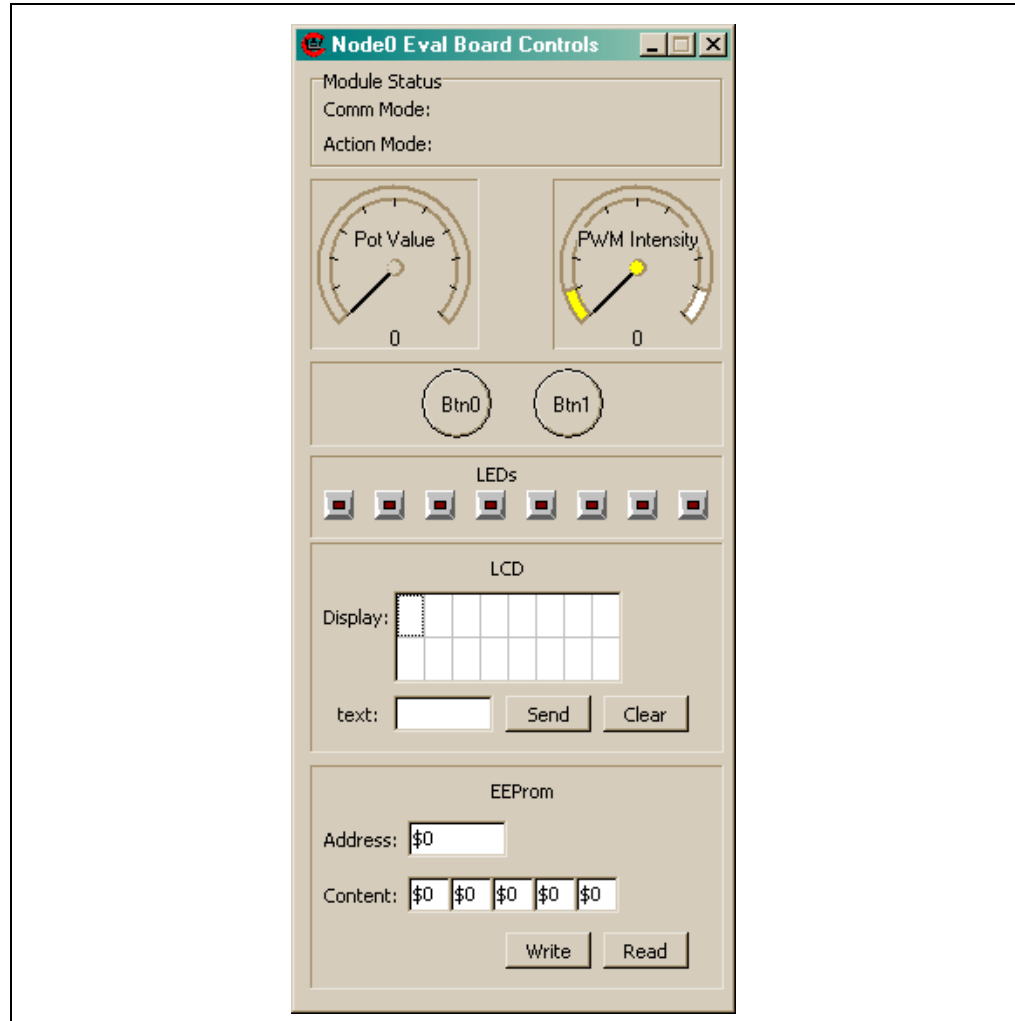 Node0 Eval Board Controls
Module Status
Comm Mode:
Action Mode:
Pot Value
0
PWM Intensity
0
Btn0 Btn1
LEDs
LCD
Display:
text: Send Clear
EEProm
Address: $0
Content: $0 $0 $0 $0 $0
Write Read